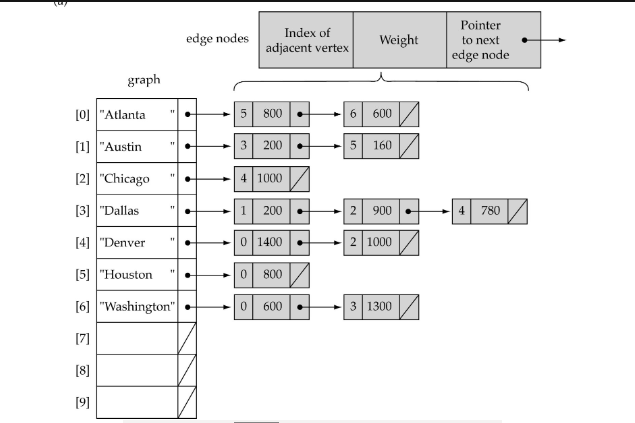 (a)
edge nodes
Index of adjacent vertex
Weight
Pointer to next edge node
graph
[0] "Atlanta " 5 800 6 600
[1] "Austin " 3 200 5 160
[2] "Chicago " 4 1000
[3] "Dallas " 1 200 2 900 4 780
[4] "Denver " 0 1400 2 1000
[5] "Houston " 0 800
[6] "Washington" 0 600 3 1300
[7]
[8]
[9]